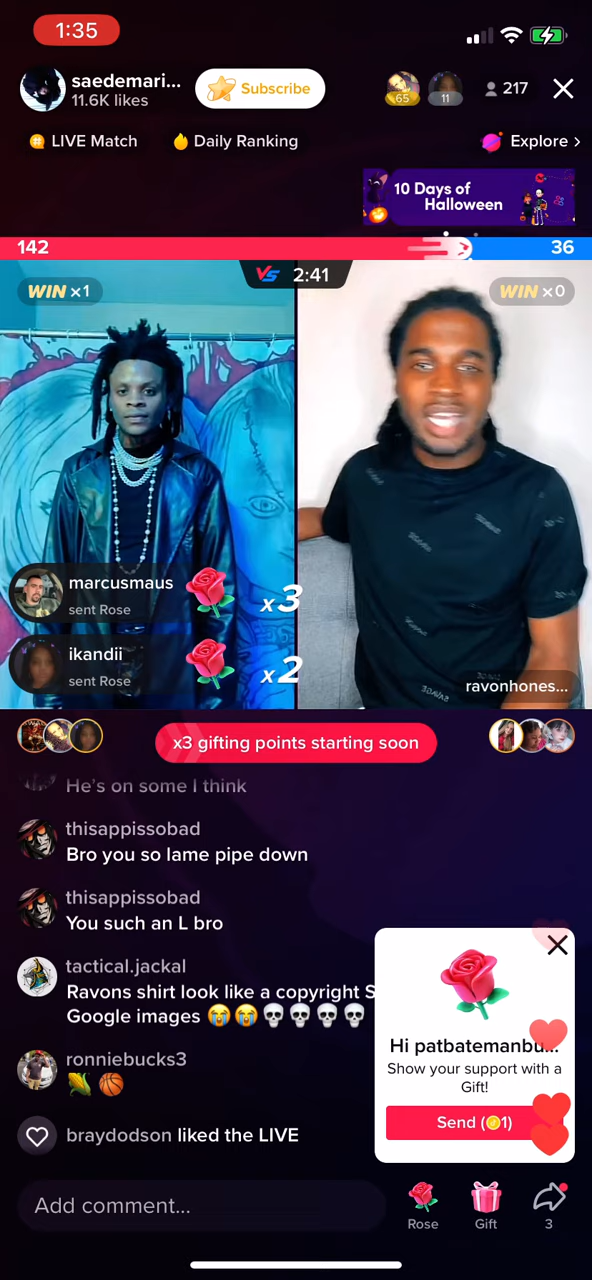 1:35
saedemari...
11.6K likes
Subscribe
65
11
217
LIVE Match
Daily Ranking
Explore >
10 Days of
Halloween
142
36
VS 2:41
WIN x1
WIN x0
marcusmaus
sent Rose
x3
ikandii
sent Rose
x2
ravonhones...
x3 gifting points starting soon
He's on some I think
thisappissobad
Bro you so lame pipe down
thisappissobad
You such an L bro
tactical.jackal
Ravons shirt look like a copyright S
Google images 😭😭💀💀💀💀
ronniebucks3
🌽🏀
braydodson liked the LIVE
Hi patbatemanbu...
Show your support with a
Gift!
Send (1)
Add comment...
Rose
Gift
3